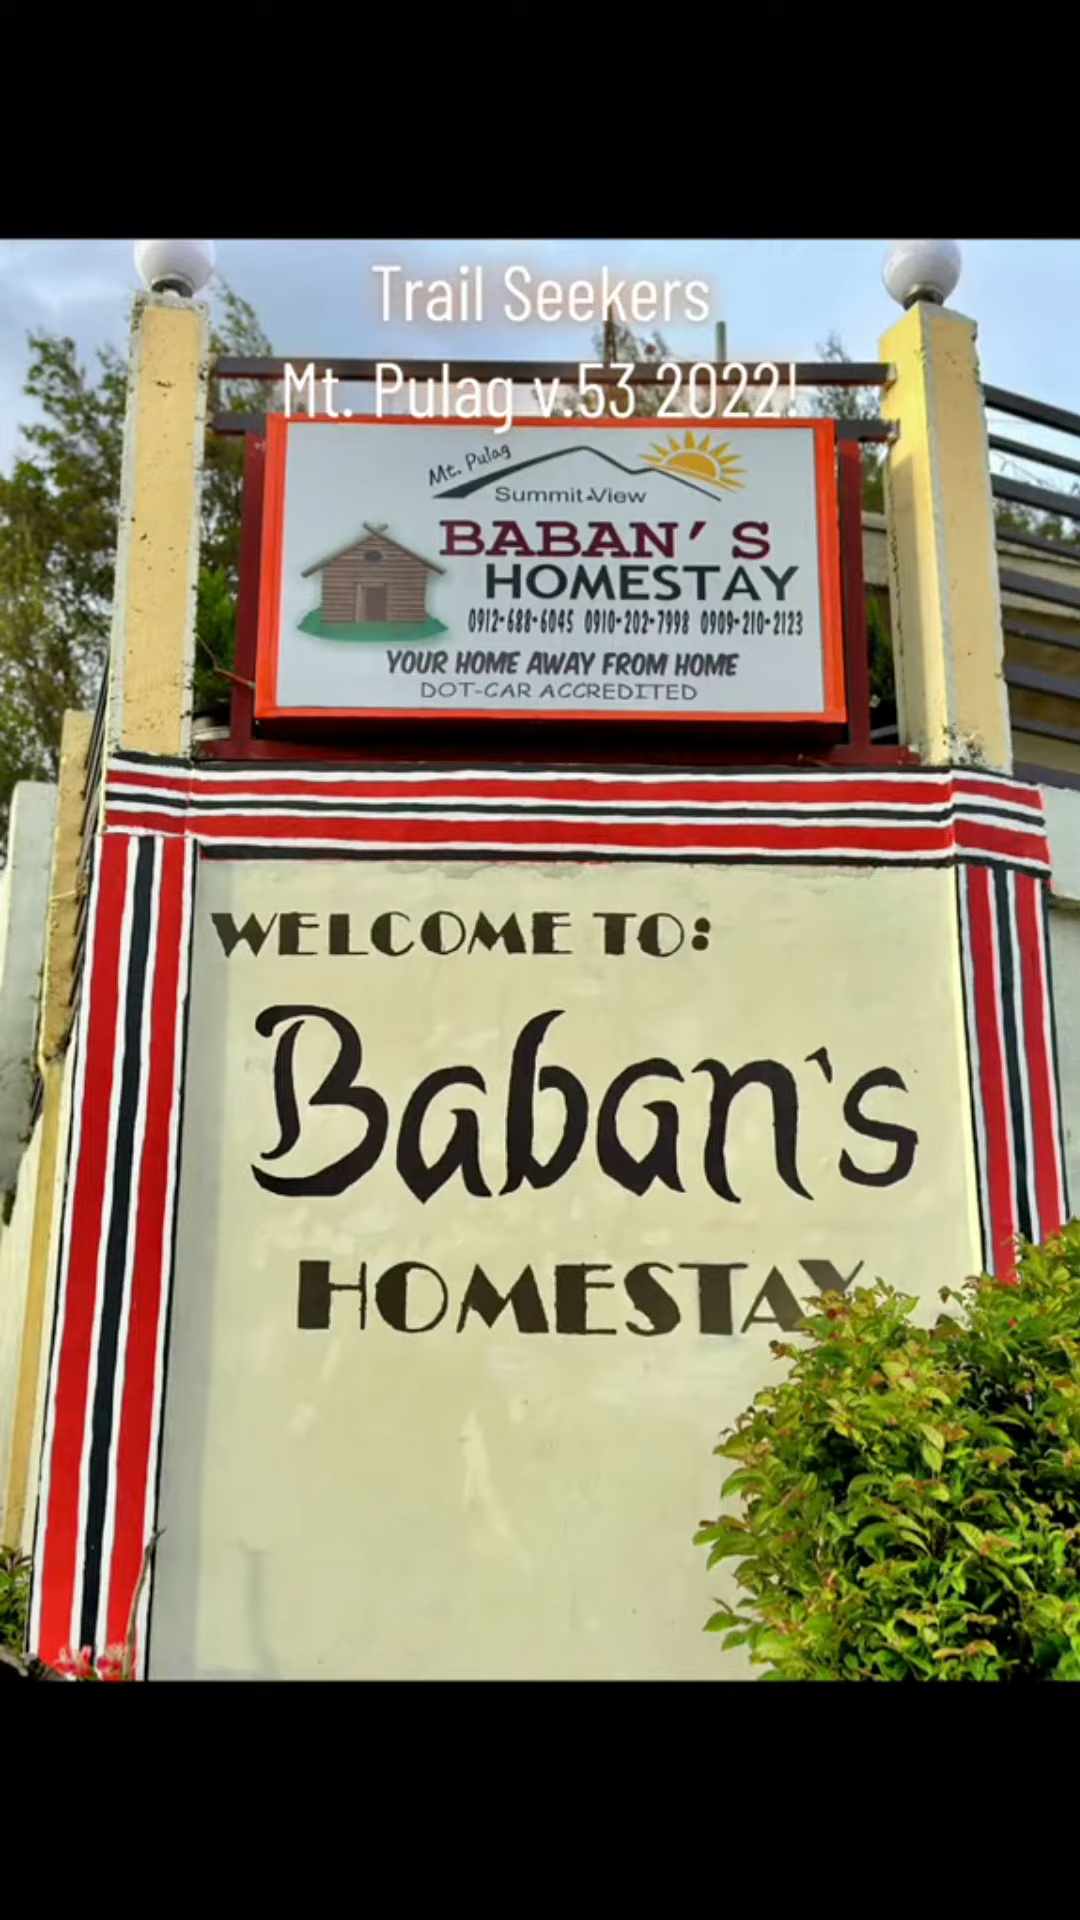 Trail Seekers
Mt. Pulag v.53 2022!
Mt. Pulag
Summit-View
BABAN'S
HOMESTAY
0912-688-6045 0910-202-7998 0909-210-2123
YOUR HOME AWAY FROM HOME
DOT-CAR ACCREDITED
WELCOME TO:
Baban's
HOMESTAY